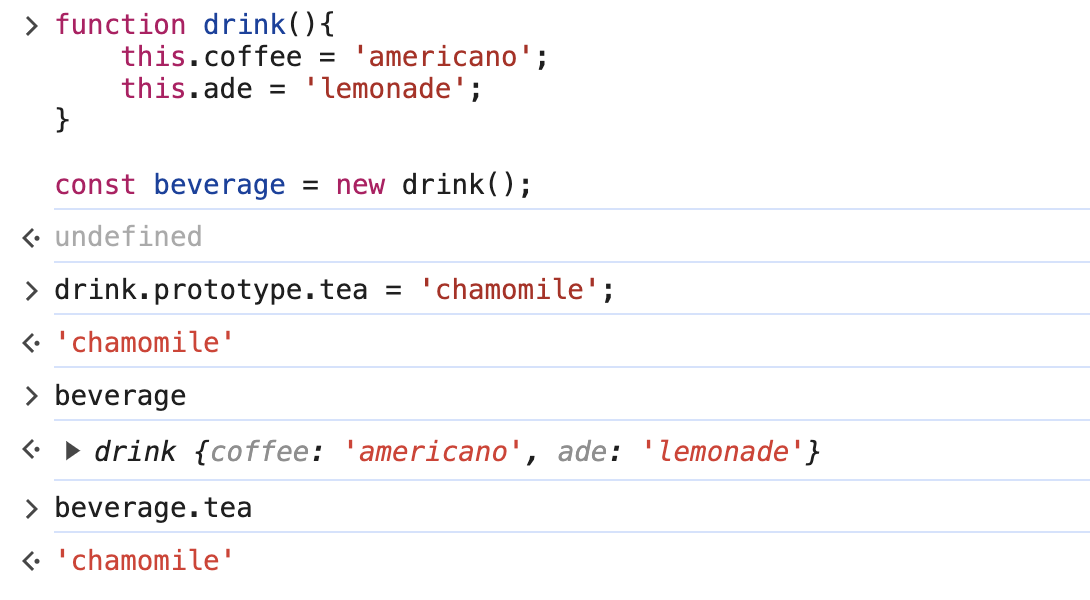 function drink(){
    this.coffee = 'americano';
    this.ade = 'lemonade';
}
const beverage = new drink();
undefined
drink.prototype.tea = 'chamomile';
'chamomile'
beverage
drink {coffee: 'americano', ade: 'lemonade'}
beverage.tea
'chamomile'